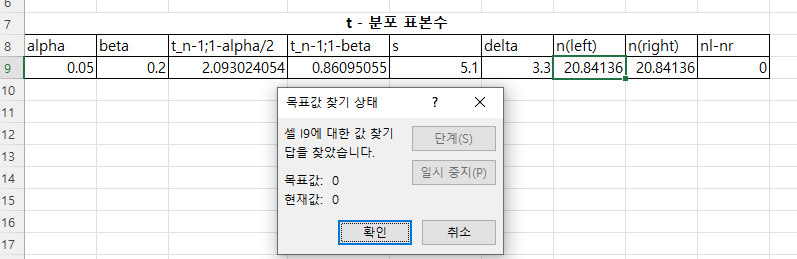 6
7 t - 분포 표본수
8 alpha beta t_n-1;1-alpha/2 t_n-1;1-beta s delta n(left) n(right) nl-nr
9 0.05 0.2 2.093024054 0.86095055 5.1 3.3 20.84136 20.84136 0
10
11 목표값 찾기 상태 ? ×
12 셀 I9에 대한 값 찾기 단계(S)
답을 찾았습니다.
13 일시 중지(P)
14 목표값: 0
현재값: 0
15
16 확인 취소
17